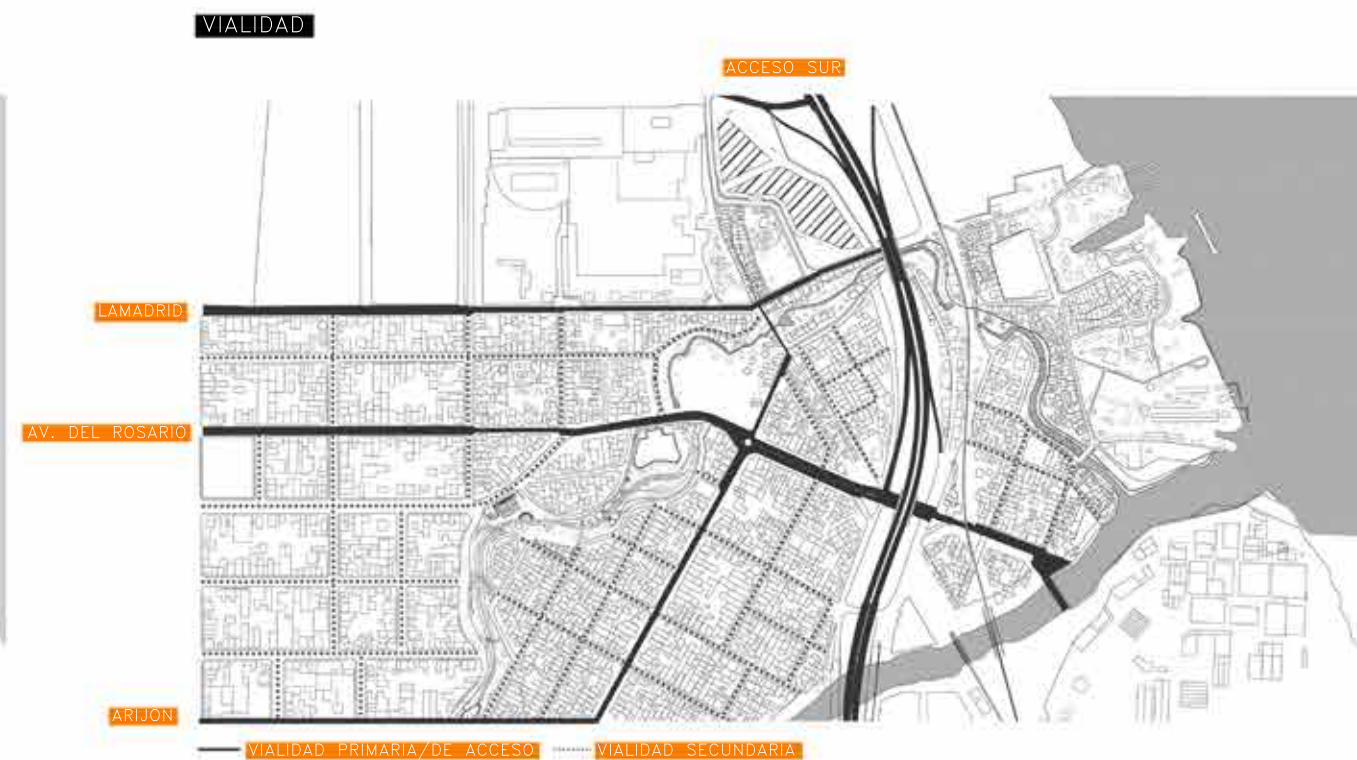 VIALIDAD
ACCESO SUR
LAMADRID
AV. DEL ROSARIO
ARIJON
VIALIDAD PRIMARIA/DE ACCESO
VIALIDAD SECUNDARIA